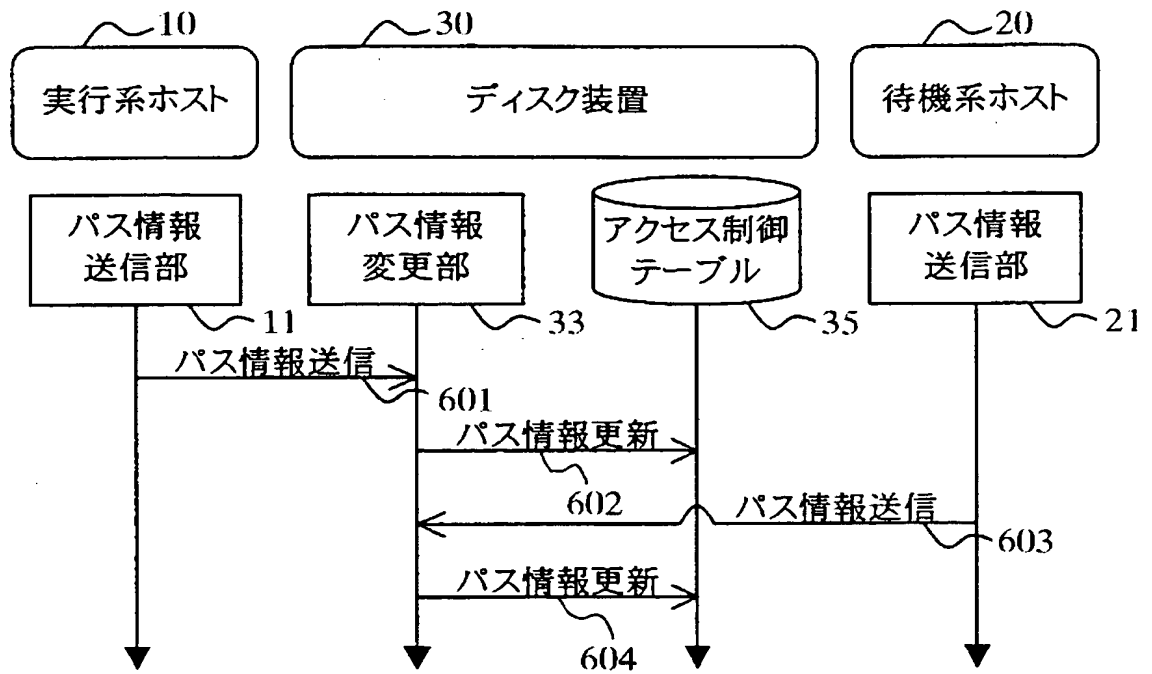 10
30
20
実行系ホスト
ディスク装置
待機系ホスト
パス情報
送信部
パス情報
変更部
アクセス制御
テーブル
パス情報
送信部
11
33
35
21
パス情報送信
601
パス情報更新
602
パス情報送信
603
パス情報更新
604